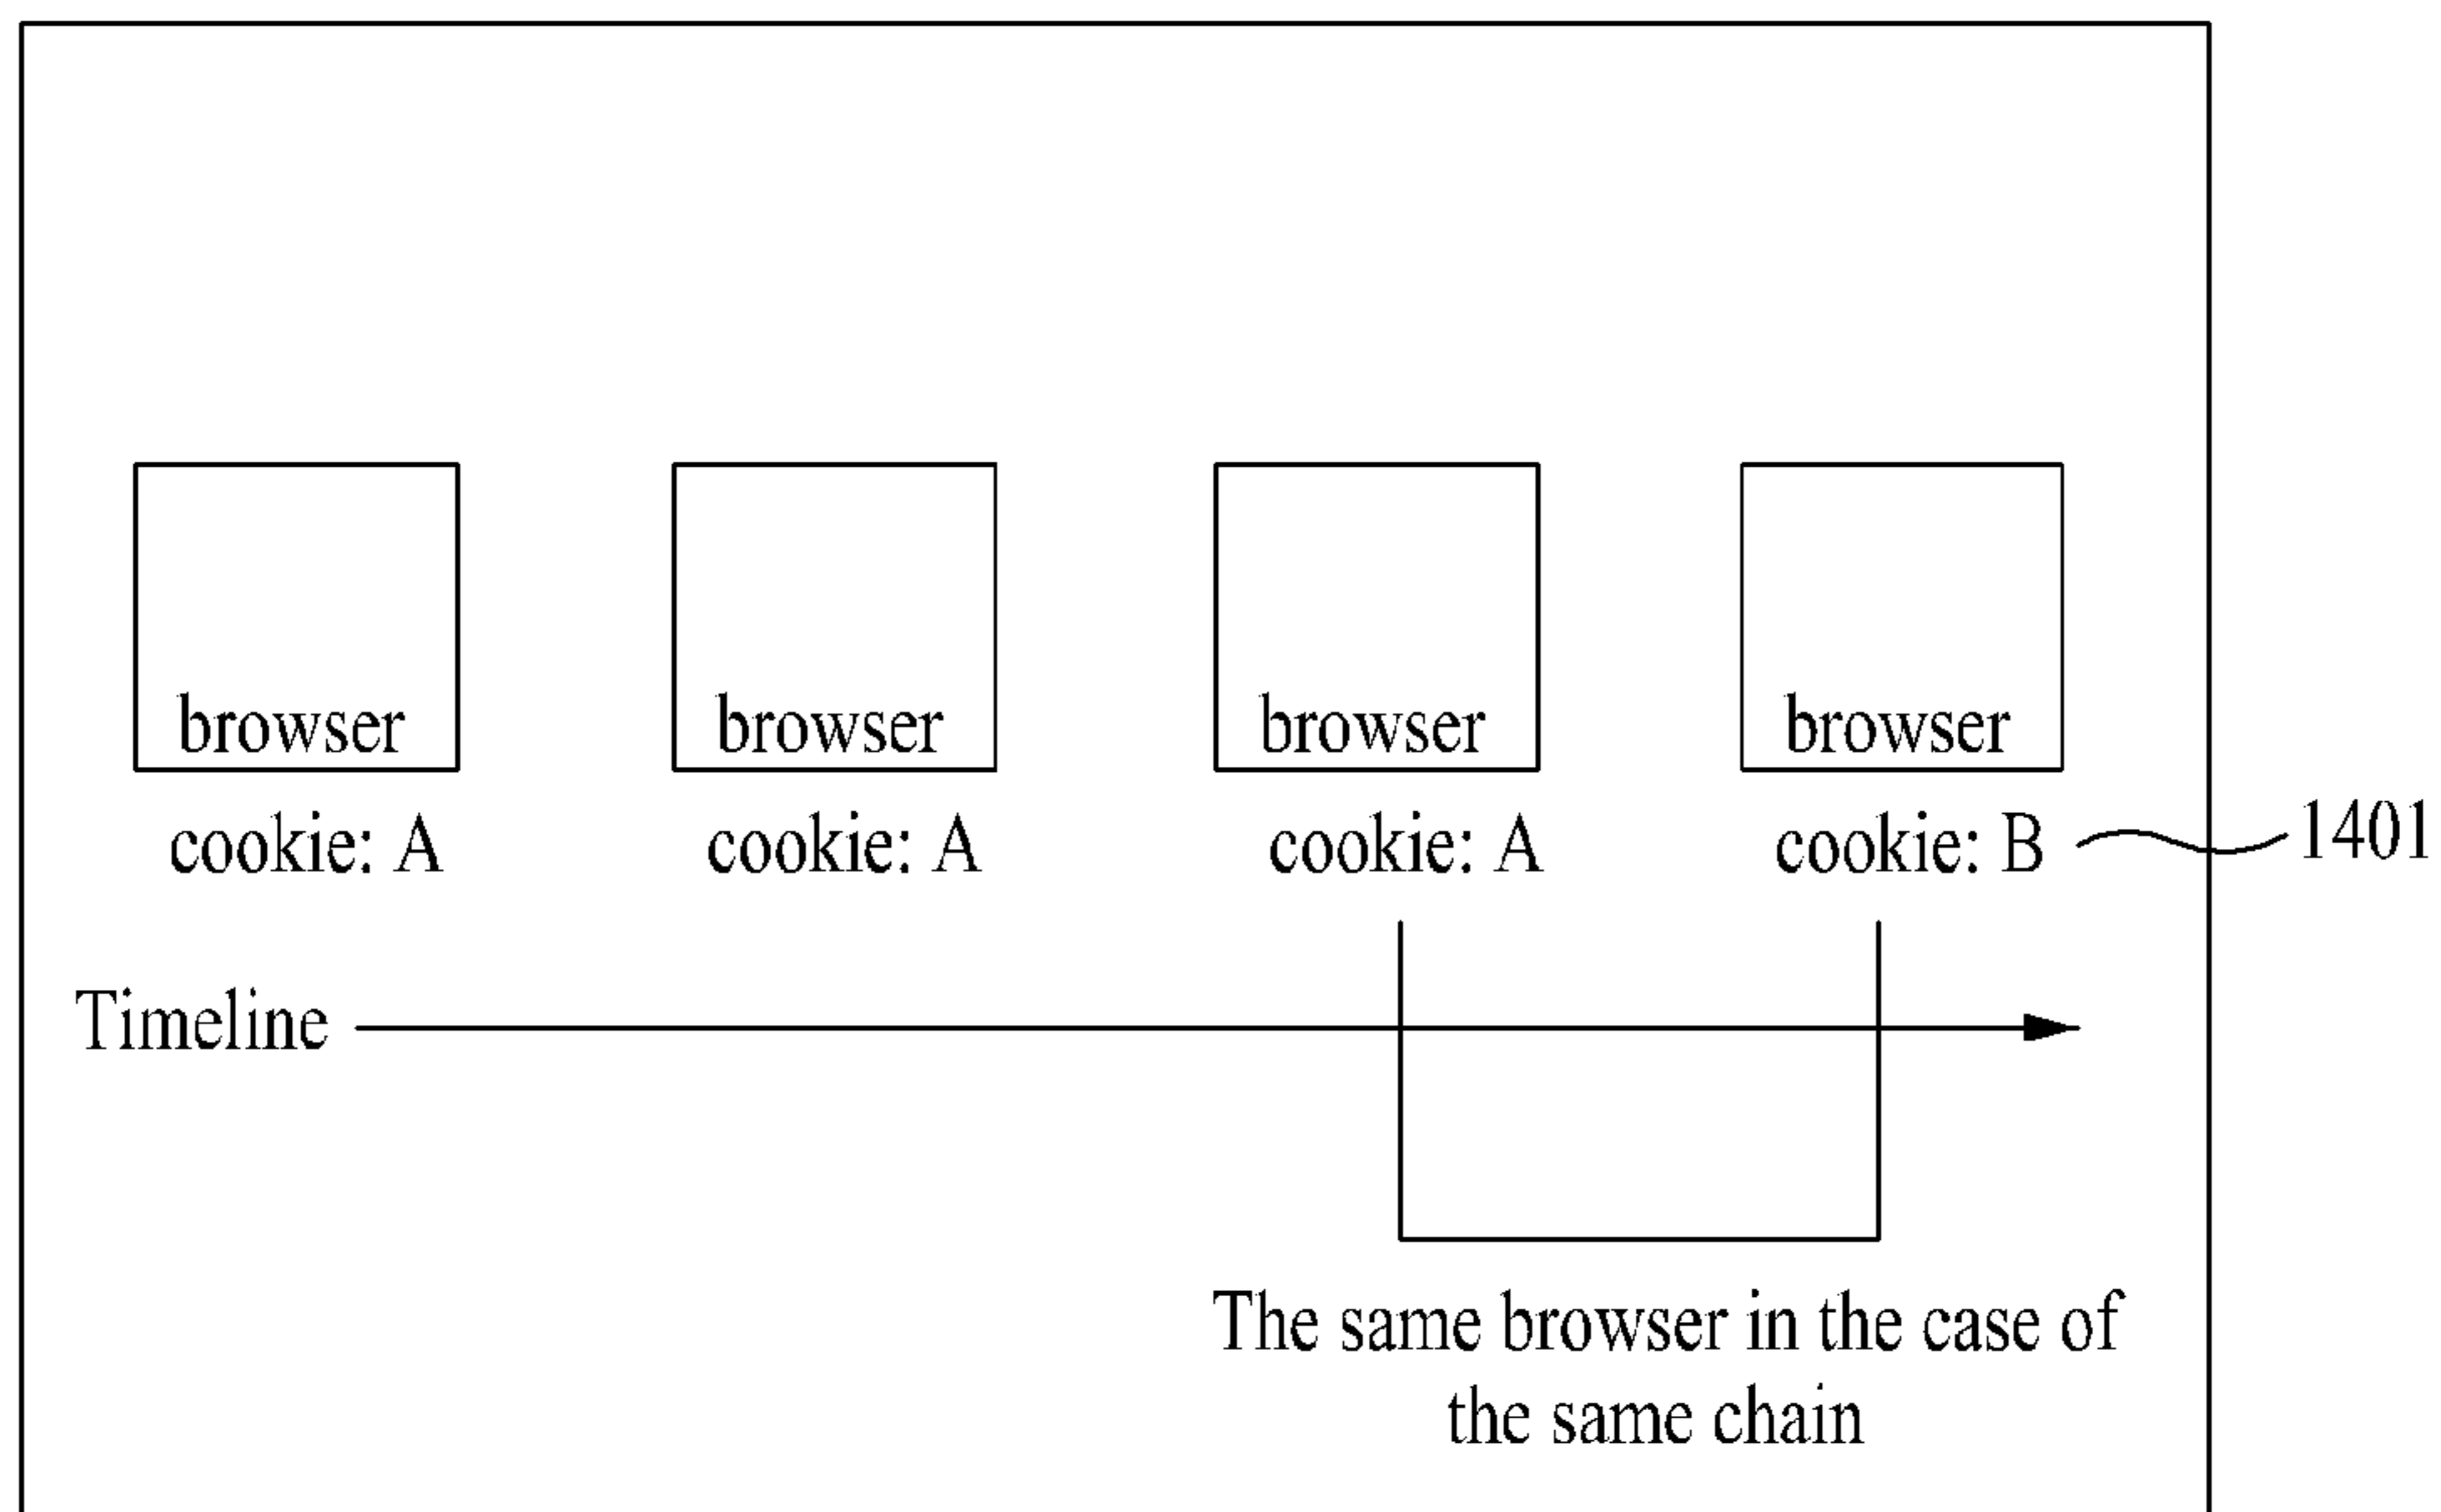 browser browser browser browser
cookie: A cookie: A cookie: A cookie: B 1401
Timeline
The same browser in the case of
the same chain